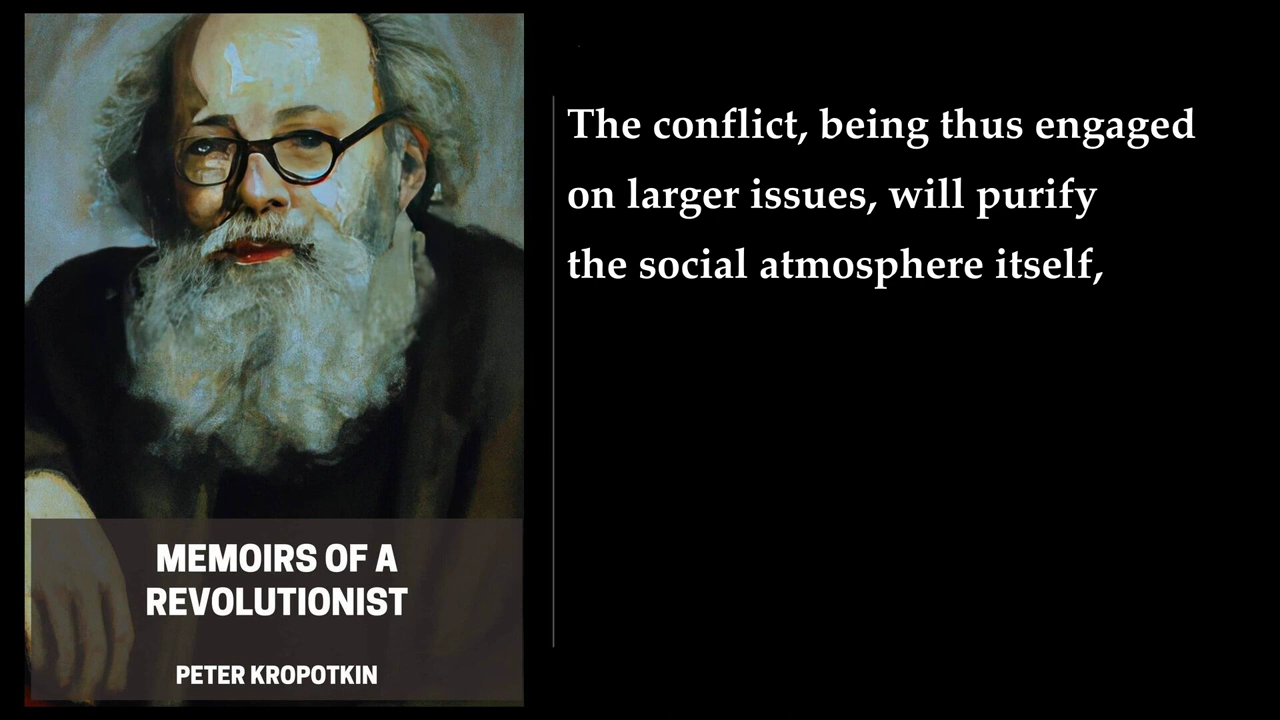 The conflict, being thus engaged
on larger issues, will purify
the social atmosphere itself,
MEMOIRS OF A
REVOLUTIONIST
PETER KROPOTKIN